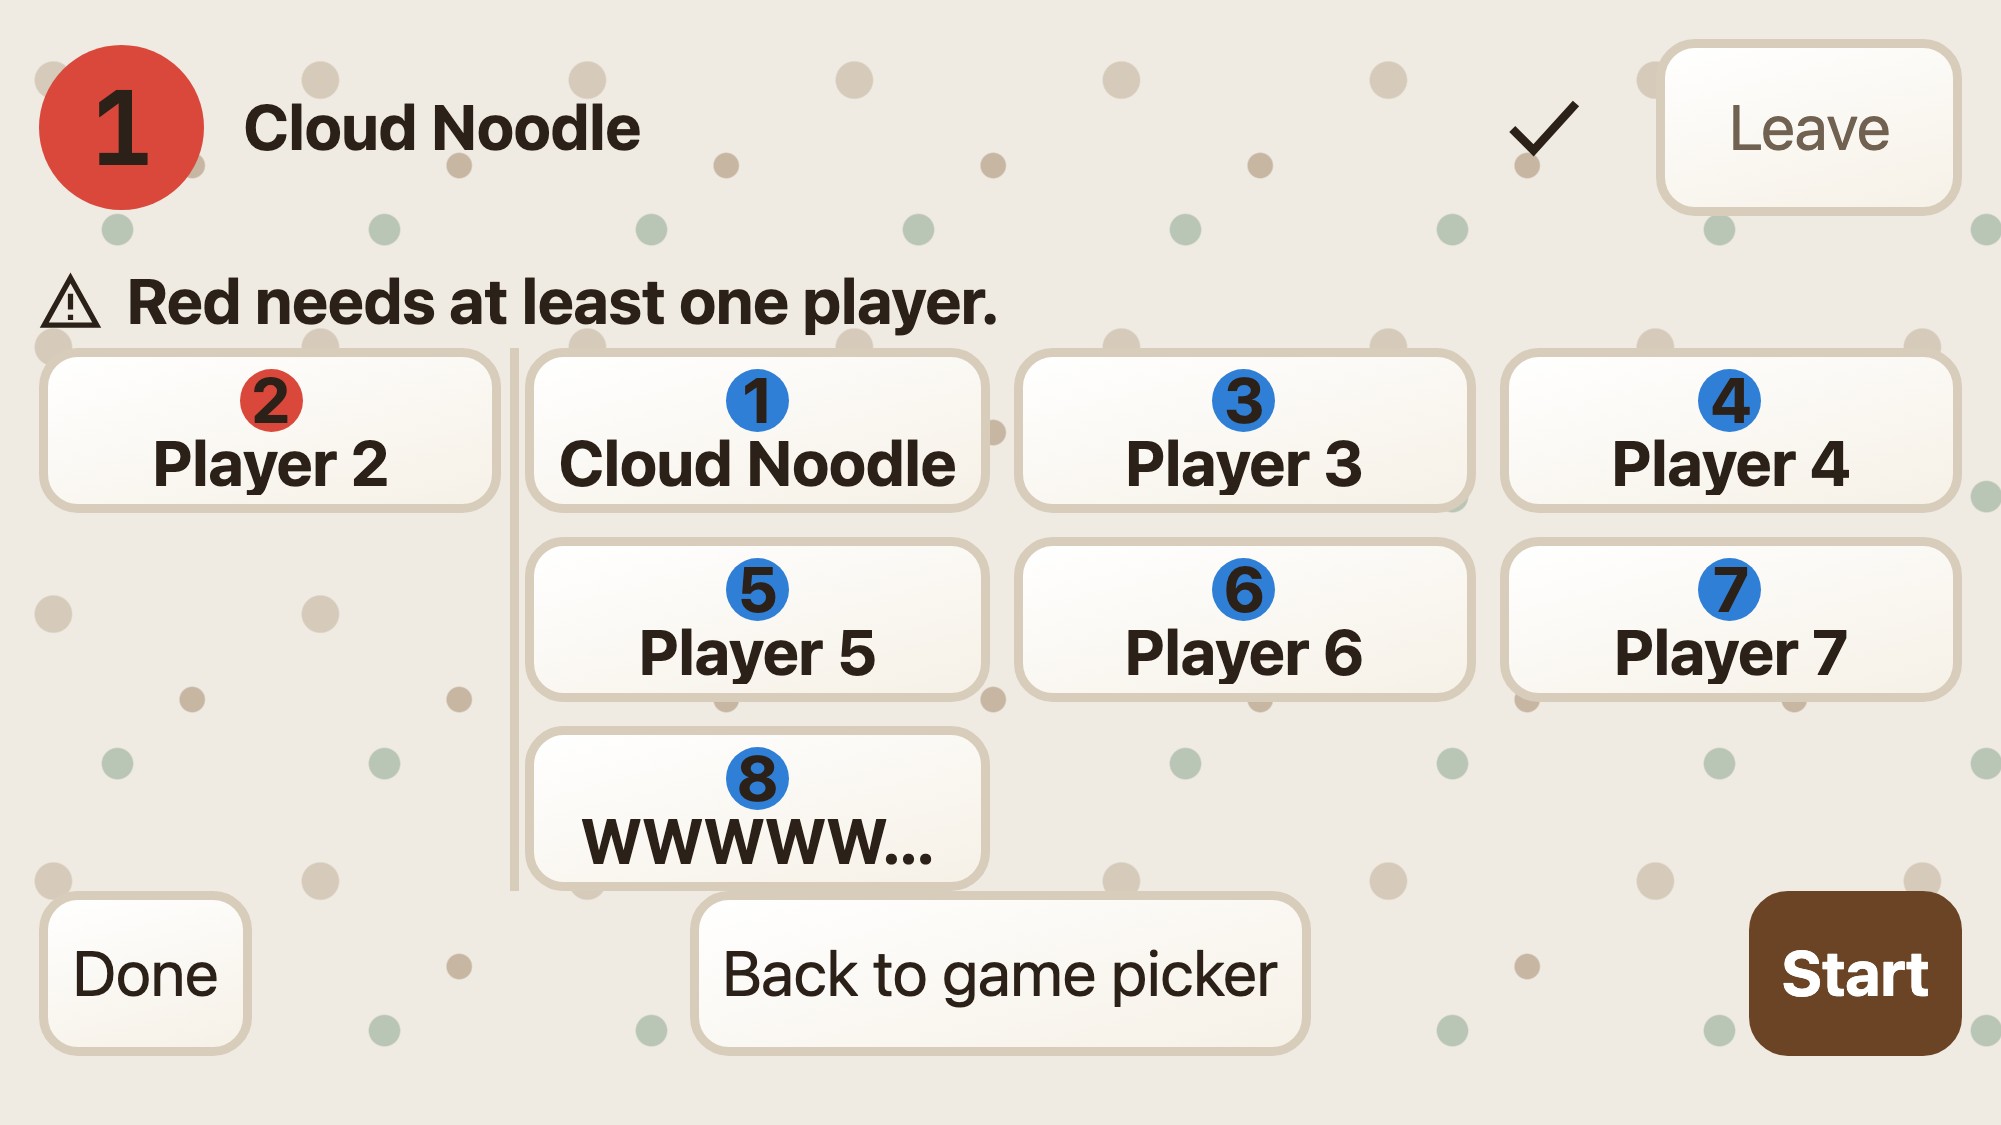 1 Cloud Noodle Leave
Red needs at least one player.
2 1 3 4
Player 2 Cloud Noodle Player 3 Player 4
5 6 7
Player 5 Player 6 Player 7
8
WWWWW...
Done Back to game picker Start